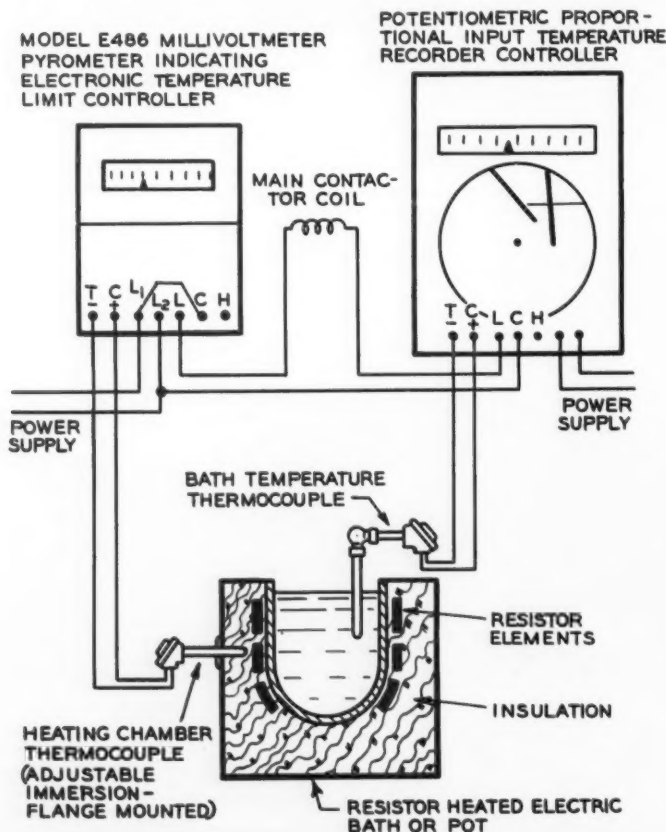 MODEL E486 MILLIVOLTMETER
PYROMETER INDICATING
ELECTRONIC TEMPERATURE
LIMIT CONTROLLER
POTENTIOMETRIC PROPOR-
TIONAL INPUT TEMPERATURE
RECORDER CONTROLLER
MAIN CONTAC-
TOR COIL
T C L1 L2 L C H
- +
T C L C H
- +
POWER
SUPPLY
POWER
SUPPLY
BATH TEMPERATURE
THERMOCOUPLE
RESISTOR
ELEMENTS
INSULATION
HEATING CHAMBER
THERMOCOUPLE
(ADJUSTABLE
IMMERSION-
FLANGE MOUNTED)
RESISTOR HEATED ELECTRIC
BATH OR POT